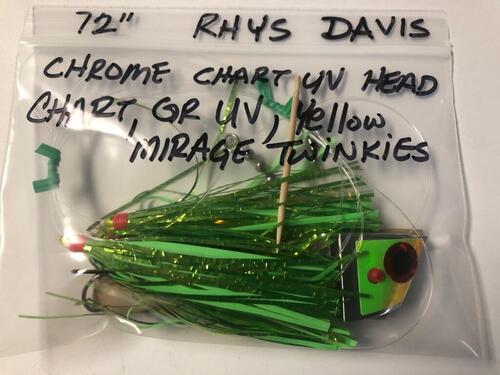 72" RHYS DAVIS
CHROME CHART UV HEAD
CHART, GR UV, Yellow
MIRAGE TWINKIES